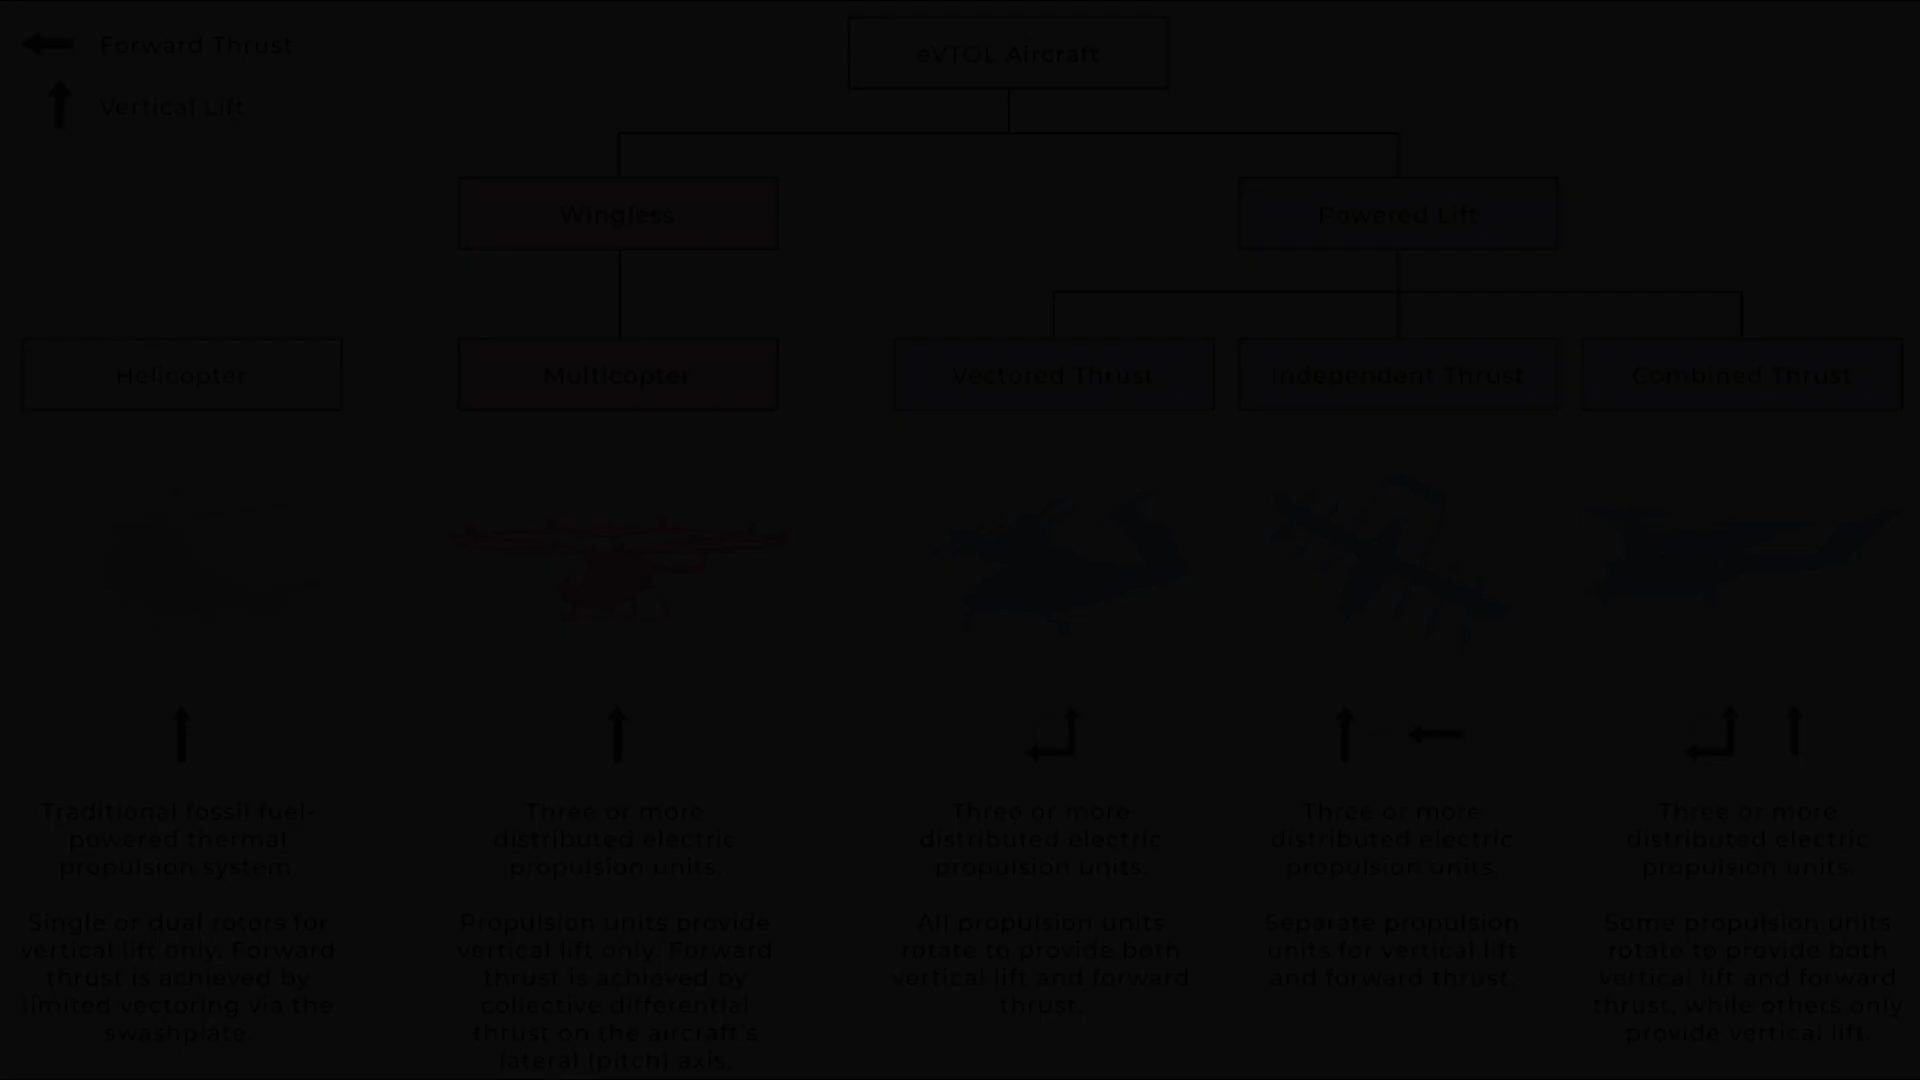 Forward Thrust
Vertical Lift
eVTOL Aircraft
Wingless
Powered Lift
Helicopter
Multicopter
Vectored Thrust
Independent Thrust
Combined Thrust
Traditional fossil fuel-
powered thermal
propulsion system.
Single or dual rotors for
vertical lift only. Forward
thrust is achieved by
limited vectoring via the
swashplate.
Three or more
distributed electric
propulsion units.
Propulsion units provide
vertical lift only. Forward
thrust is achieved by
collective differential
thrust on the aircraft's
lateral (pitch) axis.
Three or more
distributed electric
propulsion units.
All propulsion units
rotate to provide both
vertical lift and forward
thrust.
Three or more
distributed electric
propulsion units.
Separate propulsion
units for vertical lift
and forward thrust
Three or more
distributed electric
propulsion units.
Some propulsion units
rotate to provide both
vertical lift and forward
thrust, while others only
provide vertical lift.